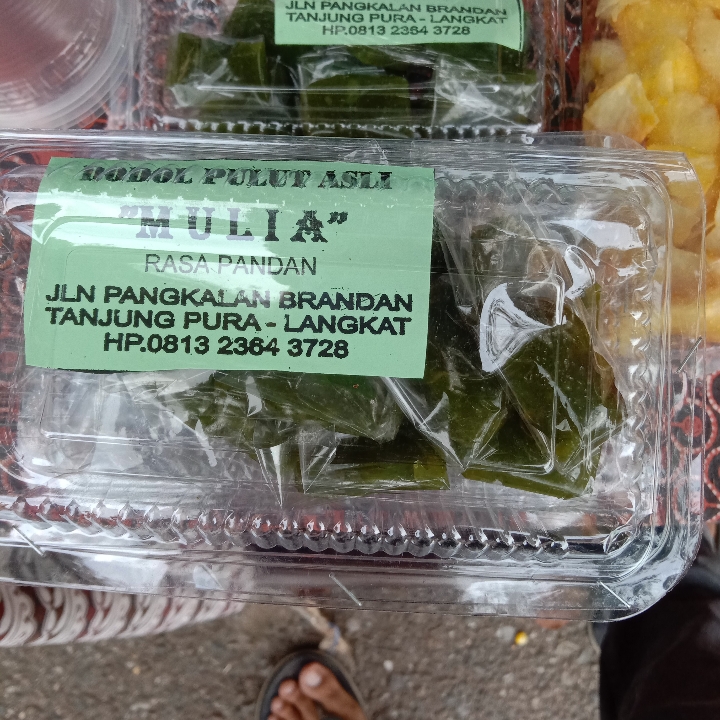 JLN PANGKALAN BRANDAN
TANJUNG PURA - LANGKAT
HP.0813 2364 3728
DODOL PULUT ASLI
"MULIA"
RASA PANDAN
JLN PANGKALAN BRANDAN
TANJUNG PURA - LANGKAT
HP.0813 2364 3728